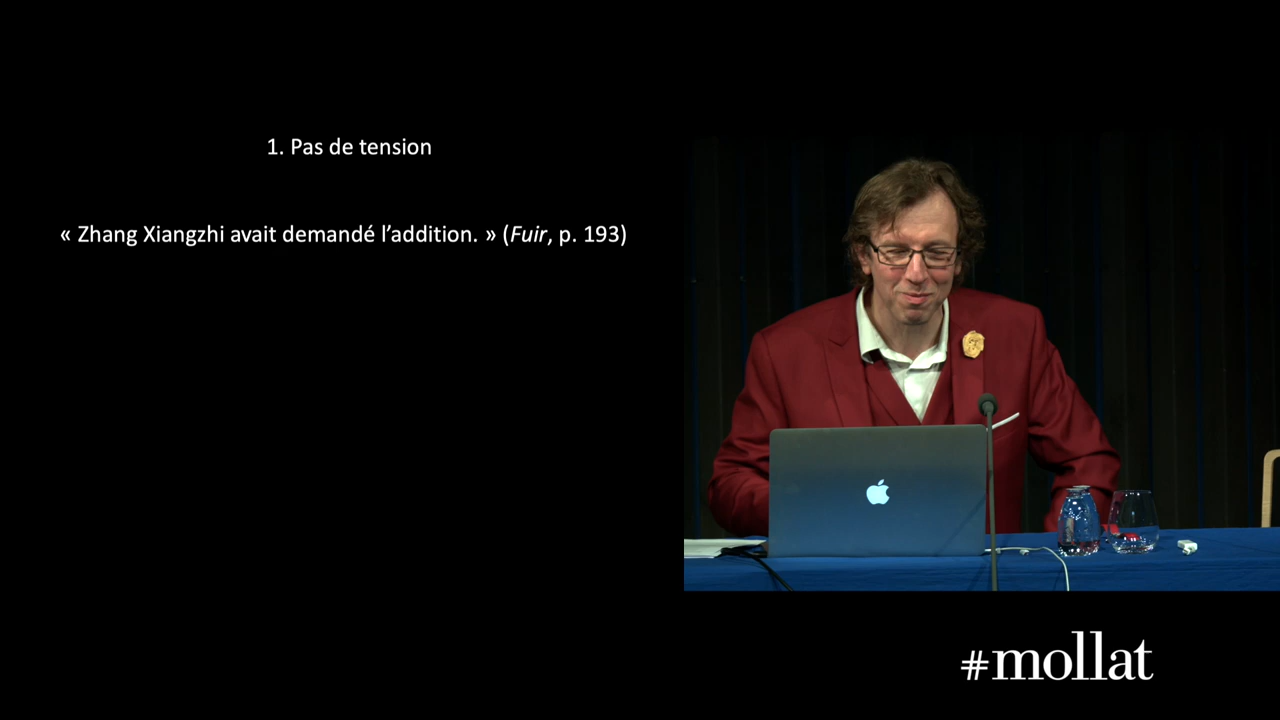 1. Pas de tension
« Zhang Xiangzhi avait demandé l’addition. » (Fuir, p. 193)
#mollat